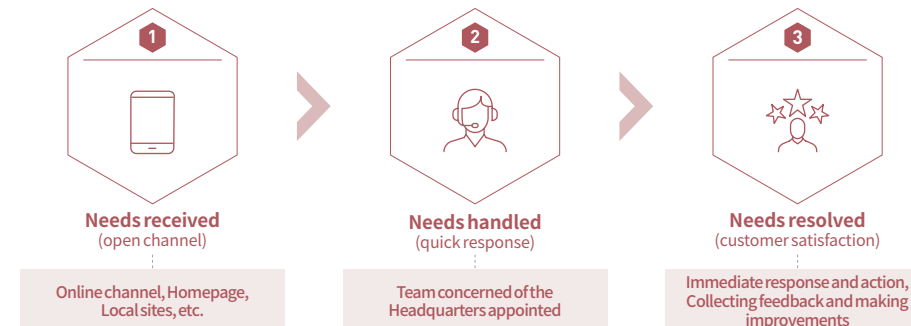 1
Needs received
(open channel)
Online channel, Homepage,
Local sites, etc.
2
Needs handled
(quick response)
Team concerned of the
Headquarters appointed
3
Needs resolved
(customer satisfaction)
Immediate response and action,
Collecting feedback and making
improvements